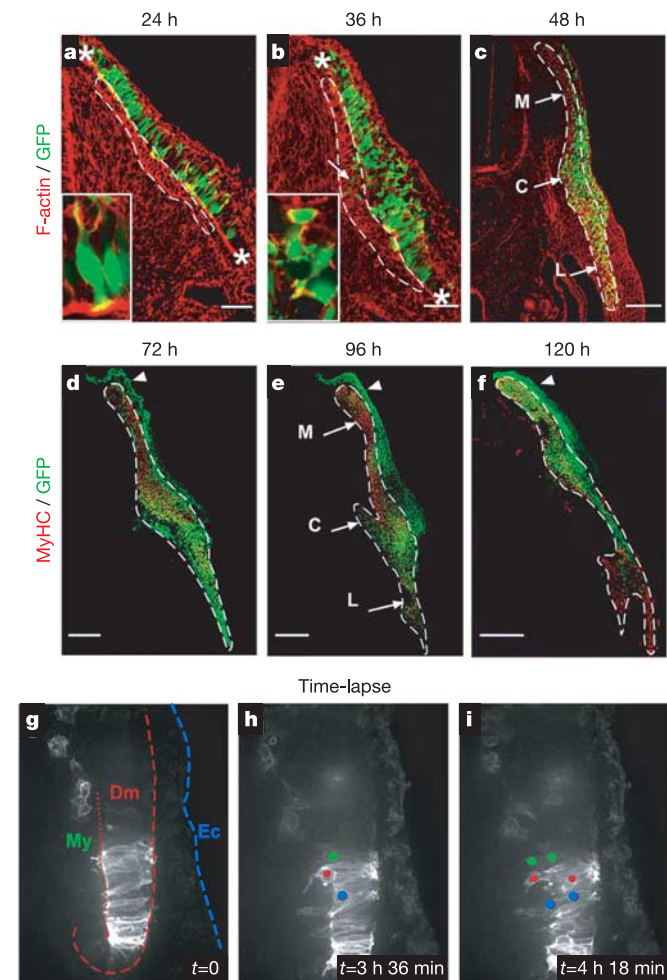 24 h 36 h 48 h
F-actin / GFP
a * * b * * c M C L
72 h 96 h 120 h
MyHC / GFP
d e M C L f
Time-lapse
g h i
Dm
My Ec
t=0 t=3 h 36 min t=4 h 18 min